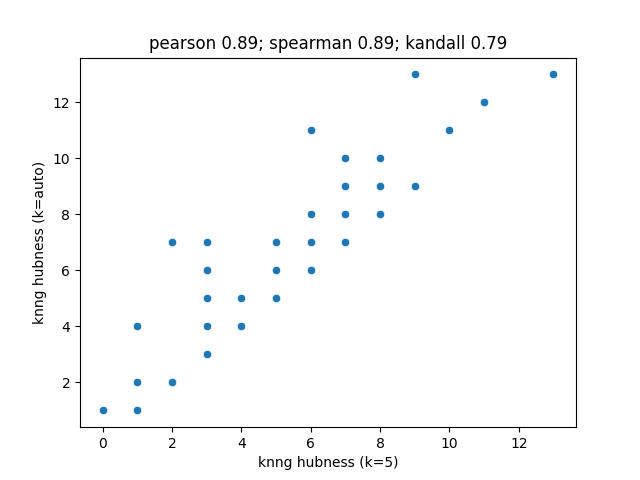 pearson 0.89; spearman 0.89; kandall 0.79
knng hubness (k=auto)
12
10
8
6
4
2
0 2 4 6 8 10 12
knng hubness (k=5)